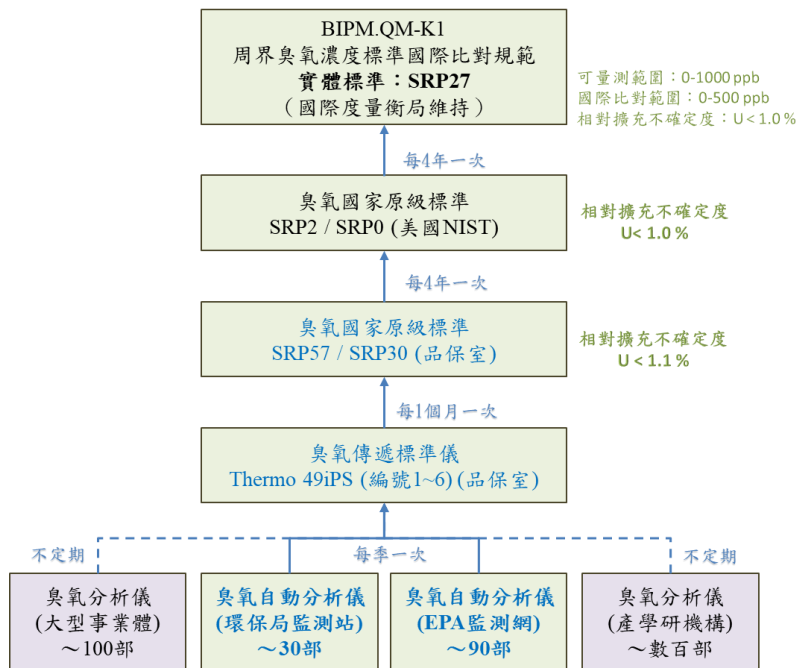 BIPM.QM-K1
周界臭氧濃度標準國際比對規範
實體標準：SRP27
（國際度量衡局維持）
可量測範圍：0-1000 ppb
國際比對範圍：0-500 ppb
相對擴充不確定度：U < 1.0 %
每4年一次
臭氧國家原級標準
SRP2 / SRP0 (美國NIST)
相對擴充不確定度
U< 1.0 %
每4年一次
臭氧國家原級標準
SRP57 / SRP30 (品保室)
相對擴充不確定度
U < 1.1 %
每1個月一次
臭氧傳遞標準儀
Thermo 49iPS (編號1~6) (品保室)
不定期
每季一次
不定期
臭氧分析儀
(大型事業體)
～100部
臭氧自動分析儀
(環保局監測站)
～30部
臭氧自動分析儀
(EPA監測網)
～90部
臭氧分析儀
(產學研機構)
～數百部